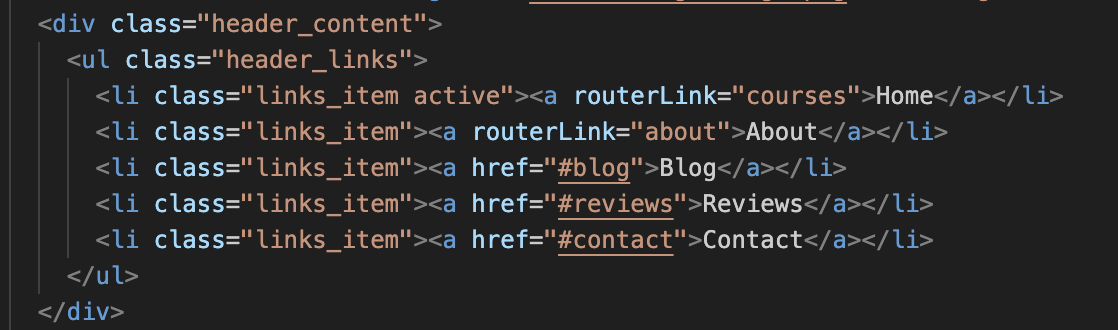 <div class="header_content">
<ul class="header_links">
<li class="links_item active"><a routerLink="courses">Home</a></li>
<li class="links_item"><a routerLink="about">About</a></li>
<li class="links_item"><a href="#blog">Blog</a></li>
<li class="links_item"><a href="#reviews">Reviews</a></li>
<li class="links_item"><a href="#contact">Contact</a></li>
</ul>
</div>